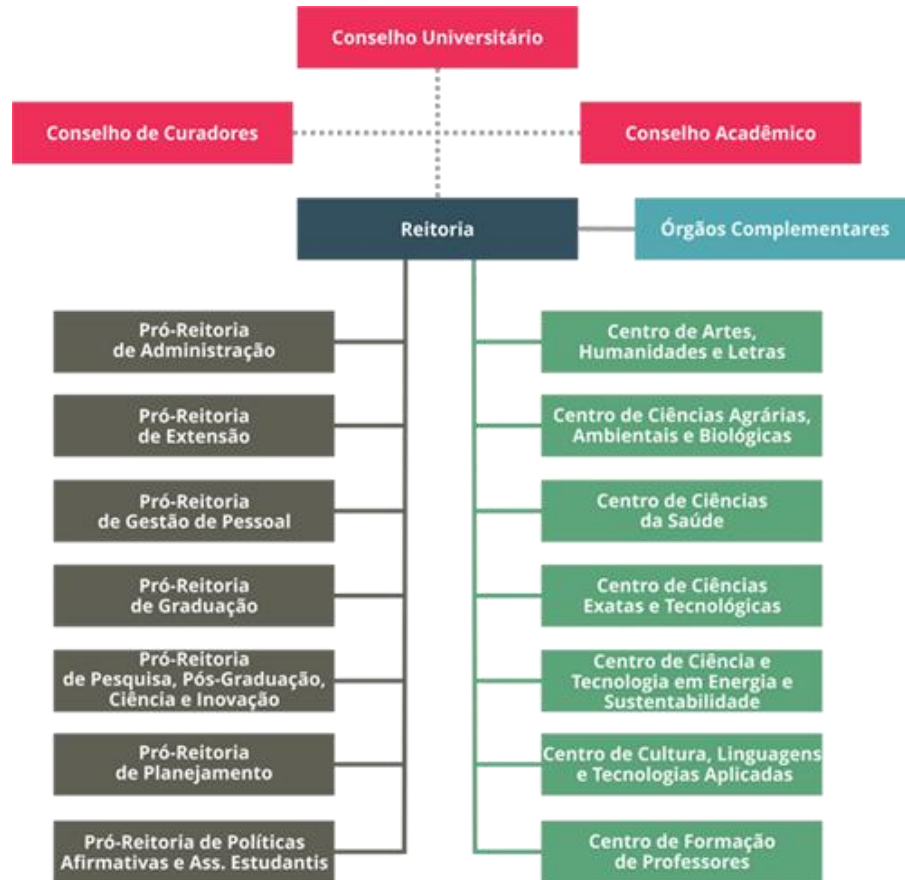 Conselho Universitário
Conselho de Curadores
Conselho Acadêmico
Reitoria
Órgãos Complementares
Pró-Reitoria
de Administração
Pró-Reitoria
de Extensão
Pró-Reitoria
de Gestão de Pessoal
Pró-Reitoria
de Graduação
Pró-Reitoria
de Pesquisa, Pós-Graduação,
Ciência e Inovação
Pró-Reitoria
de Planejamento
Pró-Reitoria de Políticas
Afirmativas e Ass. Estudantis
Centro de Artes,
Humanidades e Letras
Centro de Ciências Agrárias,
Ambientais e Biológicas
Centro de Ciências
da Saúde
Centro de Ciências
Exatas e Tecnológicas
Centro de Ciência e
Tecnologia em Energia e
Sustentabilidade
Centro de Cultura, Linguagens
e Tecnologias Aplicadas
Centro de Formação
de Professores